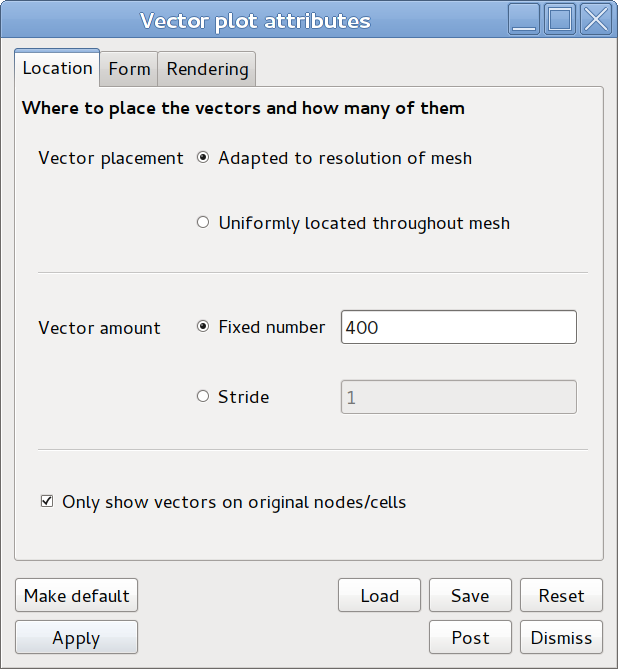 Vector plot attributes
Location Form Rendering
Where to place the vectors and how many of them
Vector placement Adapted to resolution of mesh
Uniformly located throughout mesh
Vector amount Fixed number 400
Stride 1
Only show vectors on original nodes/cells
Make default Load Save Reset
Apply Post Dismiss